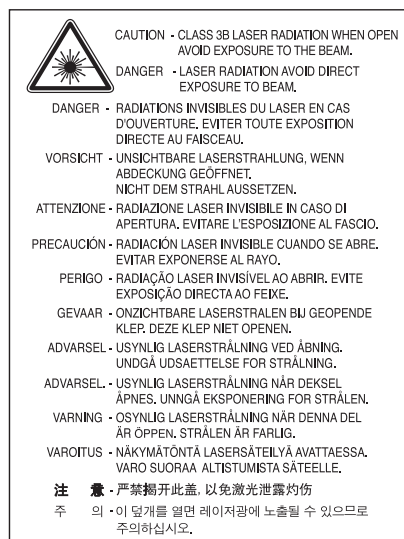 CAUTION - CLASS 3B LASER RADIATION WHEN OPEN
AVOID EXPOSURE TO THE BEAM.
DANGER - LASER RADIATION AVOID DIRECT
EXPOSURE TO BEAM.
DANGER - RADIATIONS INVISIBLES DU LASER EN CAS
D'OUVERTURE. EVITER TOUTE EXPOSITION
DIRECTE AU FAISCEAU.
VORSICHT - UNSICHTBARE LASERSTRAHLUNG, WENN
ABDECKUNG GEÖFFNET.
NICHT DEM STRAHL AUSSETZEN.
ATTENZIONE - RADIAZIONE LASER INVISIBILE IN CASO DI
APERTURA. EVITARE L'ESPOSIZIONE AL FASCIO.
PRECAUCIÓN - RADIACIÓN LASER INVISIBLE CUANDO SE ABRE.
EVITAR EXPONERSE AL RAYO.
PERIGO - RADIAÇÃO LASER INVISÍVEL AO ABRIR. EVITE
EXPOSIÇÃO DIRECTA AO FEIXE.
GEVAAR - ONZICHTBARE LASERSTRALEN BIJ GEOPENDE
KLEP. DEZE KLEP NIET OPENEN.
ADVARSEL - USYNLIG LASERSTRÅLNING VED ÅBNING.
UNDGÅ UDSAETTELSE FOR STRÅLNING.
ADVARSEL. - USYNLIG LASERSTRÅLNING NÅR DEKSEL
ÅPNES. UNNGÅ EKSPONERING FOR STRÅLEN.
VARNING - OSYNLIG LASERSTRÅLNING NÄR DENNA DEL
ÄR ÖPPEN. STRÅLEN ÄR FARLIG.
VAROITUS - NÄKYMÄTÖNTÄ LASERSÄTEILYÄ AVATTAESSA.
VARO SUORAA ALTISTUMISTA SÄTEELLE.
注 意 - 严禁揭开此盖, 以免激光泄露灼伤
주 의 - 이 덮개를 열면 레이저광에 노출될 수 있으므로
주의하십시오.